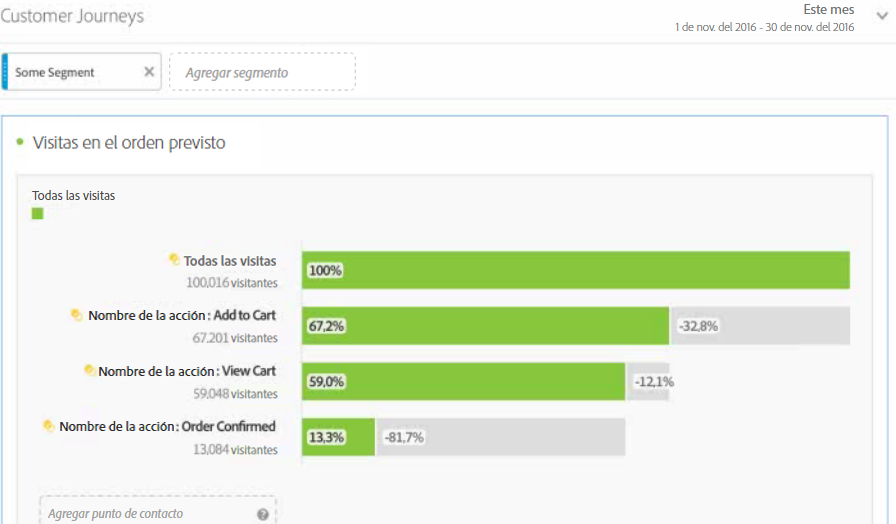 Customer Journeys
Este mes
1 de nov. del 2016 - 30 de nov. del 2016
Some Segment
Agregar segmento
Visitas en el orden previsto
Todas las visitas
Todas las visitas
100,016 visitantes
100%
Nombre de la acción: Add to Cart
67.201 visitantes
67,2%
-32,8%
Nombre de la acción: View Cart
59.048 visitantes
59,0%
-12,1%
Nombre de la acción: Order Confirmed
13,084 visitantes
13,3%
-81,7%
Agregar punto de contacto
?